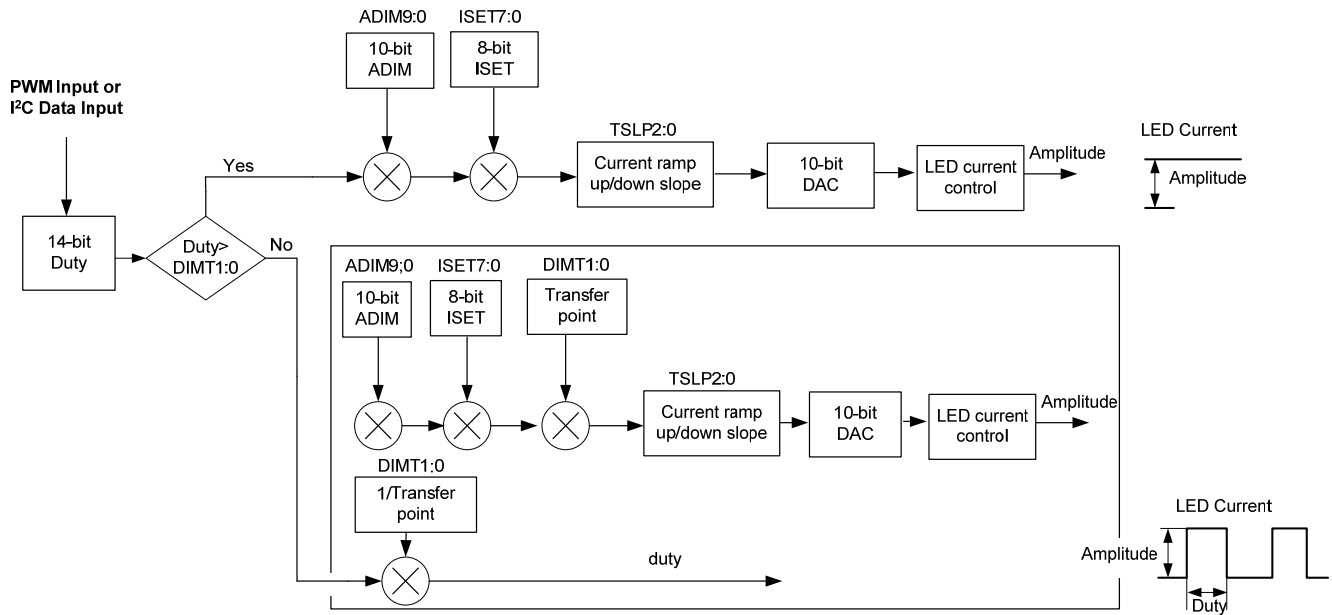 ADIM9:0
ISET7:0
10-bit
ADIM
8-bit
ISET
PWM Input or
I²C Data Input
TSLP2:0
LED Current
Yes
Current ramp
up/down slope
10-bit
DAC
LED current
control
Amplitude
Amplitude
14-bit
Duty
Duty>
DIMT1:0
No
ADIM9;0
ISET7:0
DIMT1:0
10-bit
ADIM
8-bit
ISET
Transfer
point
TSLP2:0
Current ramp
up/down slope
10-bit
DAC
LED current
control
Amplitude
DIMT1:0
1/Transfer
point
duty
LED Current
Amplitude
Duty